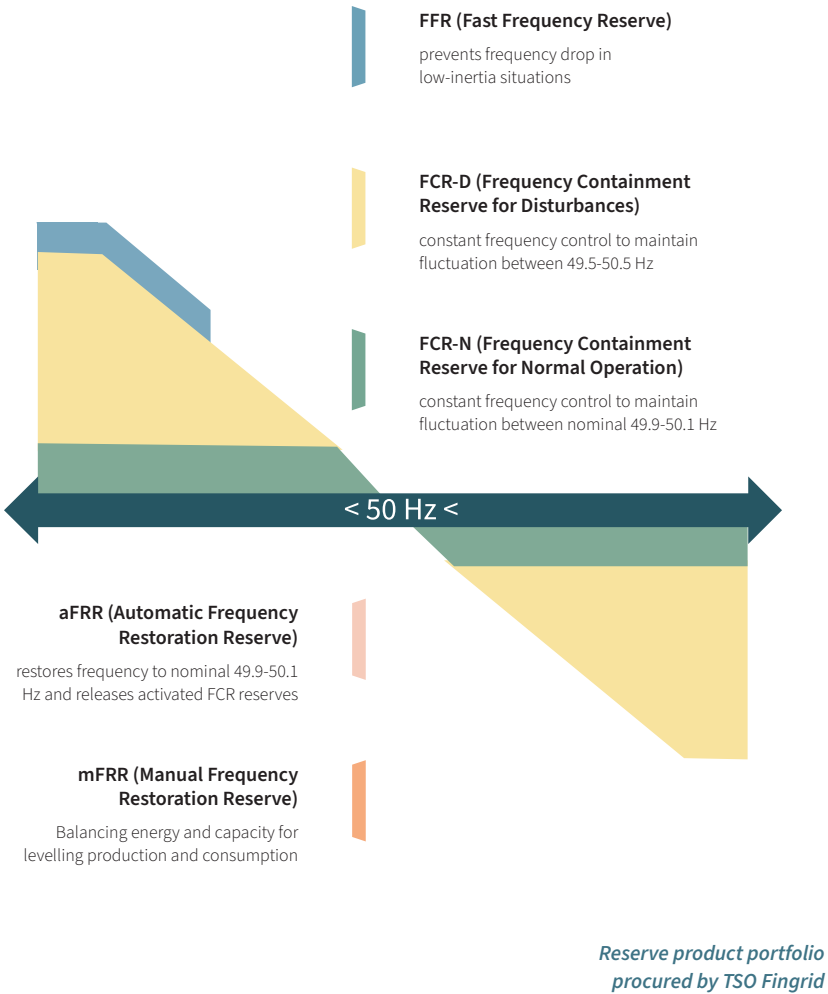 FFR (Fast Frequency Reserve)
prevents frequency drop in
low-inertia situations
FCR-D (Frequency Containment
Reserve for Disturbances)
constant frequency control to maintain
fluctuation between 49.5-50.5 Hz
FCR-N (Frequency Containment
Reserve for Normal Operation)
constant frequency control to maintain
fluctuation between nominal 49.9-50.1 Hz
< 50 Hz <
aFRR (Automatic Frequency
Restoration Reserve)
restores frequency to nominal 49.9-50.1
Hz and releases activated FCR reserves
mFRR (Manual Frequency
Restoration Reserve)
Balancing energy and capacity for
levelling production and consumption
Reserve product portfolio
procured by TSO Fingrid